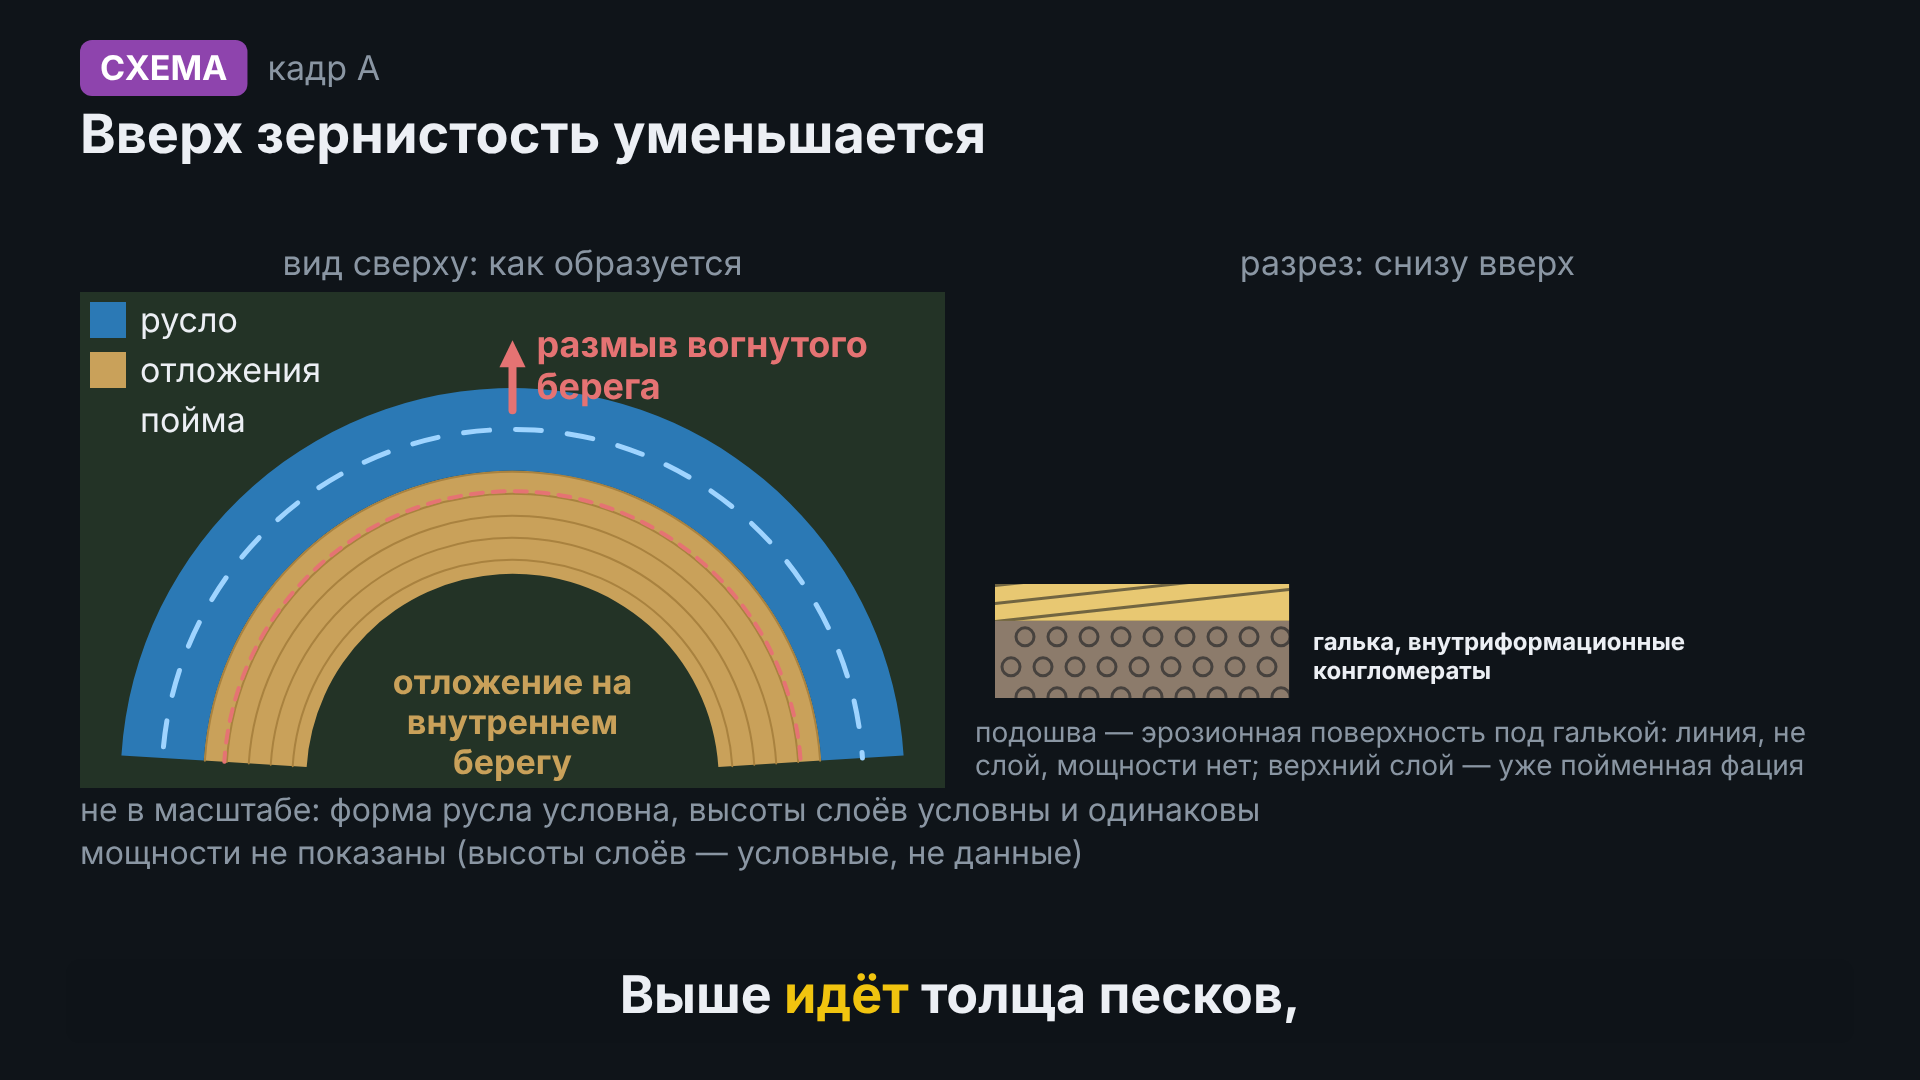 СХЕМА кадр А
Вверх зернистость уменьшается
вид сверху: как образуется
русло
отложения
пойма
размыв вогнутого
берега
отложение на
внутреннем
берегу
разрез: снизу вверх
галька, внутриформационные
конгломераты
подошва — эрозионная поверхность под галькой: линия, не
слой, мощности нет; верхний слой — уже пойменная фация
не в масштабе: форма русла условна, высоты слоёв условны и одинаковы
мощности не показаны (высоты слоёв — условные, не данные)
Выше идёт толща песков,